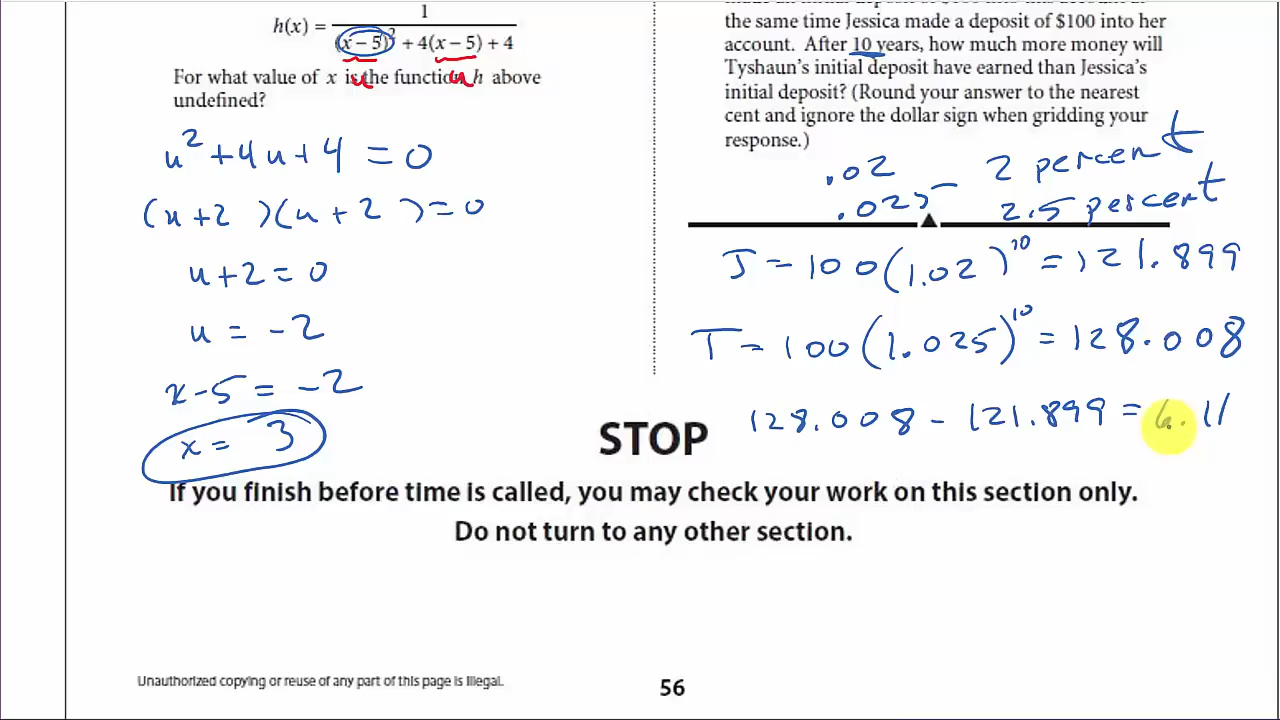 h(x) = 1 / (x − 5)² + 4(x − 5) + 4
u u
For what value of x is the function h above
undefined?
u² + 4u + 4 = 0
(u + 2 )(u + 2 ) = 0
u + 2 = 0
u = −2
x − 5 = −2
x = 3
the same time Jessica made a deposit of $100 into her
account. After 10 years, how much more money will
Tyshaun's initial deposit have earned than Jessica's
initial deposit? (Round your answer to the nearest
cent and ignore the dollar sign when gridding your
response.)
.02 2 percent
.025 − 2.5 percent
J = 100(1.02)¹⁰ = 121.899
T = 100(1.025)¹⁰ = 128.008
128.008 − 121.899 = 6.11
STOP
If you finish before time is called, you may check your work on this section only.
Do not turn to any other section.
Unauthorized copying or reuse of any part of this page is illegal.
56